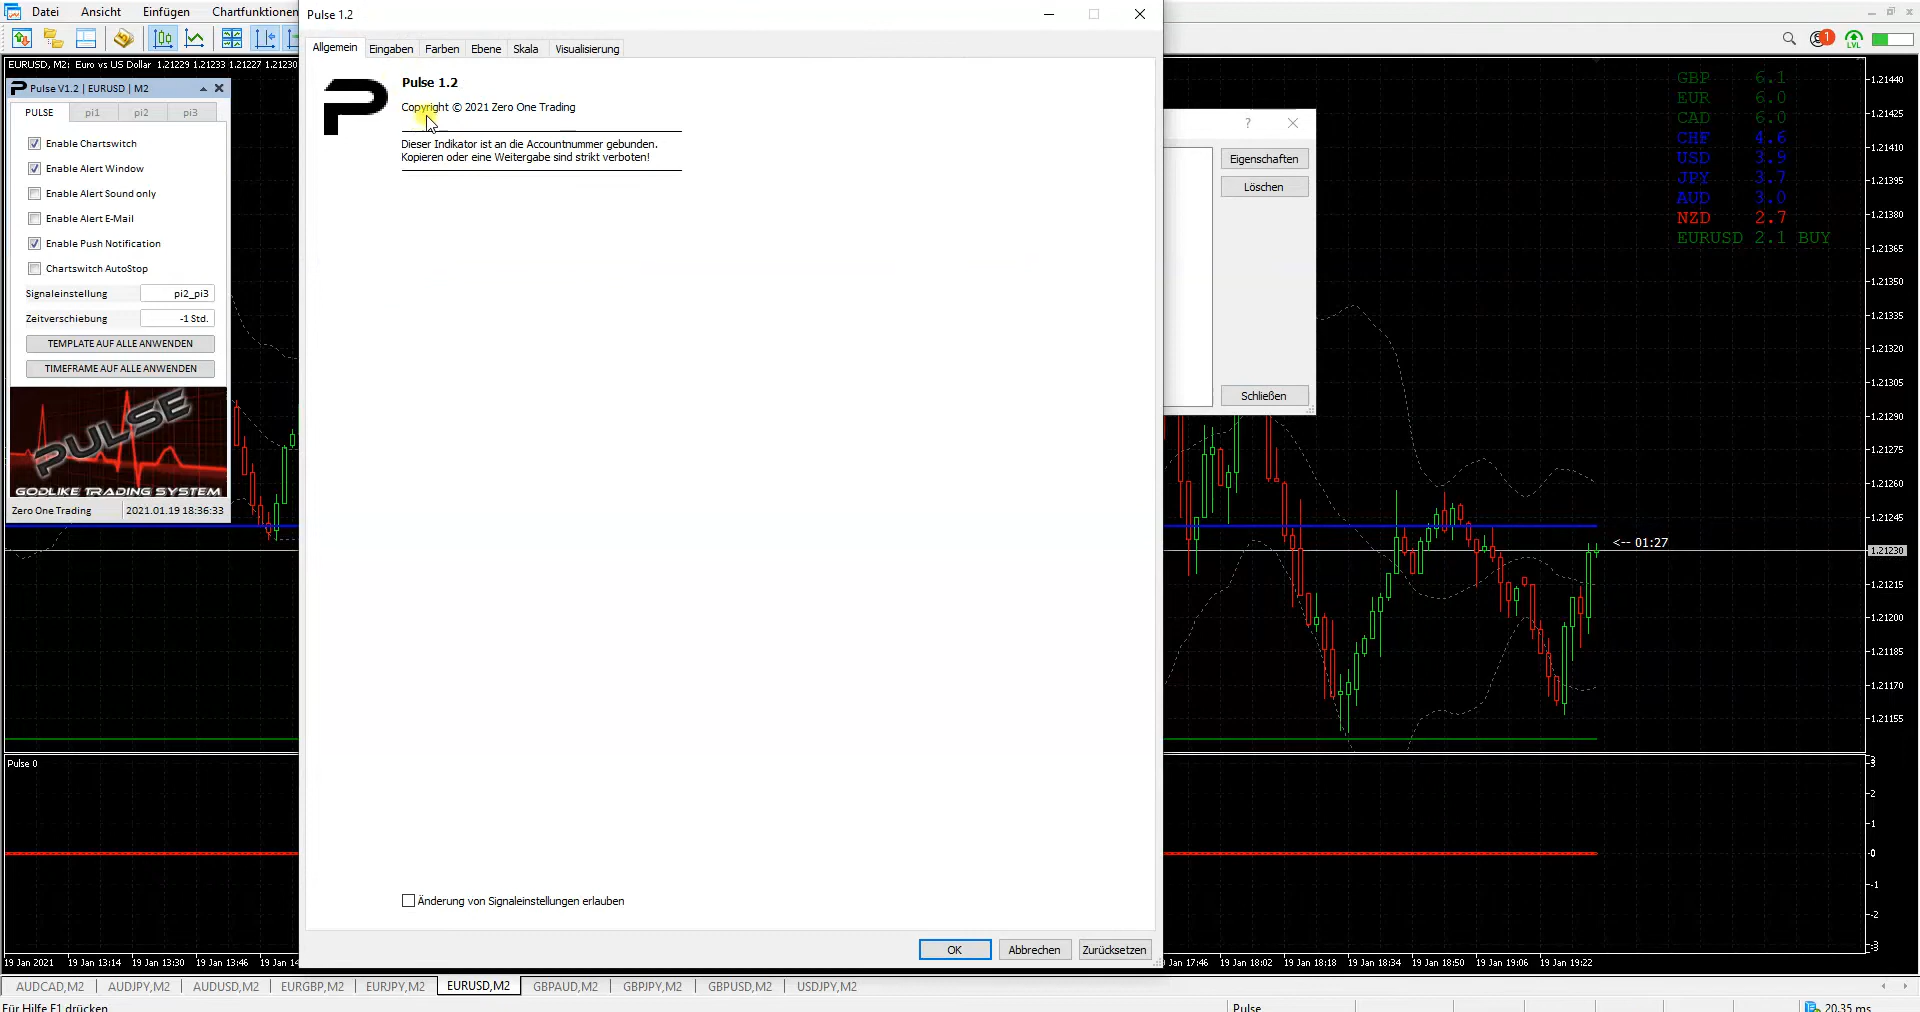 Datei Ansicht Einfügen Chartfunktionen
EURUSD, M2: Euro vs US Dollar 1.21229 1.21233 1.21227 1.21230
Pulse V1.2 | EURUSD | M2
PULSE pi1 pi2 pi3
Enable Chartswitch
Enable Alert Window
Enable Alert Sound only
Enable Alert E-Mail
Enable Push Notification
Chartswitch AutoStop
Signaleinstellung pi2_pi3
Zeitverschiebung -1 Std.
TEMPLATE AUF ALLE ANWENDEN
TIMEFRAME AUF ALLE ANWENDEN
PULSE
GODLIKE TRADING SYSTEM
Zero One Trading 2021.01.19 18:36:33
Pulse 1.2
Allgemein Eingaben Farben Ebene Skala Visualisierung
Pulse 1.2
Copyright © 2021 Zero One Trading
Dieser Indikator ist an die Accountnummer gebunden.
Kopieren oder eine Weitergabe sind strikt verboten!
Änderung von Signaleinstellungen erlauben
OK Abbrechen Zurücksetzen
?
Eigenschaften
Löschen
Schließen
1
LVL
GBP 6.1
EUR 6.0
CAD 6.0
CHF 4.6
USD 3.9
JPY 3.7
AUD 3.0
NZD 2.7
EURUSD 2.1 BUY
<-- 01:27
1.21440
1.21425
1.21410
1.21395
1.21380
1.21365
1.21350
1.21335
1.21320
1.21305
1.21290
1.21275
1.21260
1.21245
1.21230
1.21215
1.21200
1.21185
1.21170
1.21155
Pulse 0
3
2
1
0
-1
-2
-3
19 Jan 2021 19 Jan 13:14 19 Jan 13:30 19 Jan 13:46 19 Jan 14
Jan 17:46 19 Jan 18:02 19 Jan 18:18 19 Jan 18:34 19 Jan 18:50 19 Jan 19:06 19 Jan 19:22
AUDCAD,M2 AUDJPY,M2 AUDUSD,M2 EURGBP,M2 EURJPY,M2 EURUSD,M2 GBPAUD,M2 GBPJPY,M2 GBPUSD,M2 USDJPY,M2
Für Hilfe F1 drücken
Pulse
20.35 ms